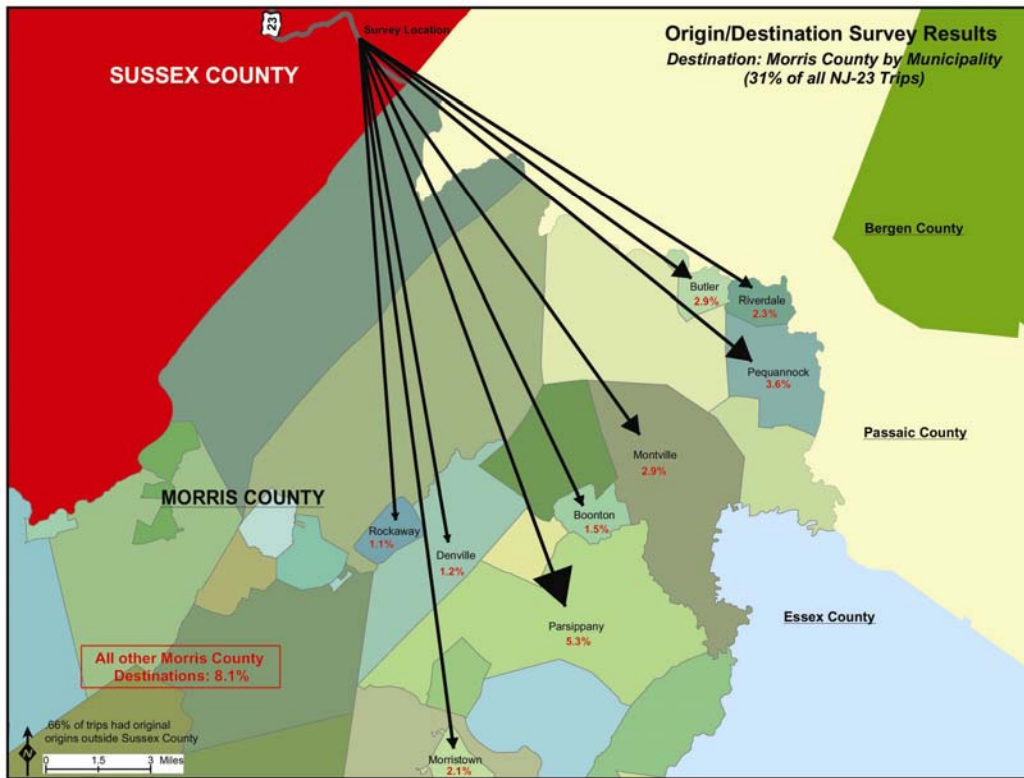 23
Survey Location
Origin/Destination Survey Results
Destination: Morris County by Municipality
(31% of all NJ-23 Trips)
SUSSEX COUNTY
Bergen County
Butler
2.9%
Riverdale
2.3%
Pequannock
3.6%
Passaic County
Montville
2.9%
MORRIS COUNTY
Rockaway
1.1%
Boonton
1.5%
Denville
1.2%
Parsippany
5.3%
Essex County
All other Morris County
Destinations: 8.1%
.66% of trips had original
origins outside Sussex County
N
0 1.5 3 Miles
Morristown
2.1%